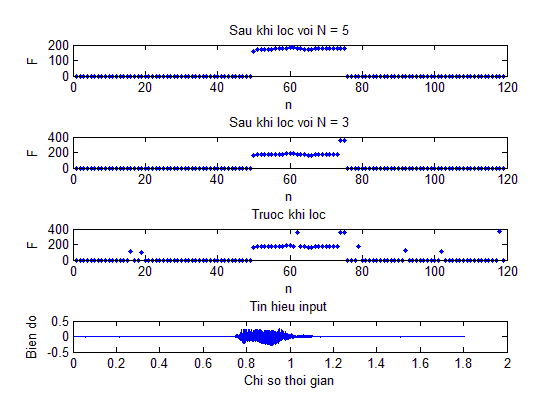 Sau khi loc voi N = 5
200
100
0
F
0 20 40 60 80 100 120
n
Sau khi loc voi N = 3
400
200
0
F
0 20 40 60 80 100 120
n
Truoc khi loc
400
200
0
F
0 20 40 60 80 100 120
n
Tin hieu input
0.5
0
-0.5
Bien do
0 0.2 0.4 0.6 0.8 1 1.2 1.4 1.6 1.8 2
Chi so thoi gian